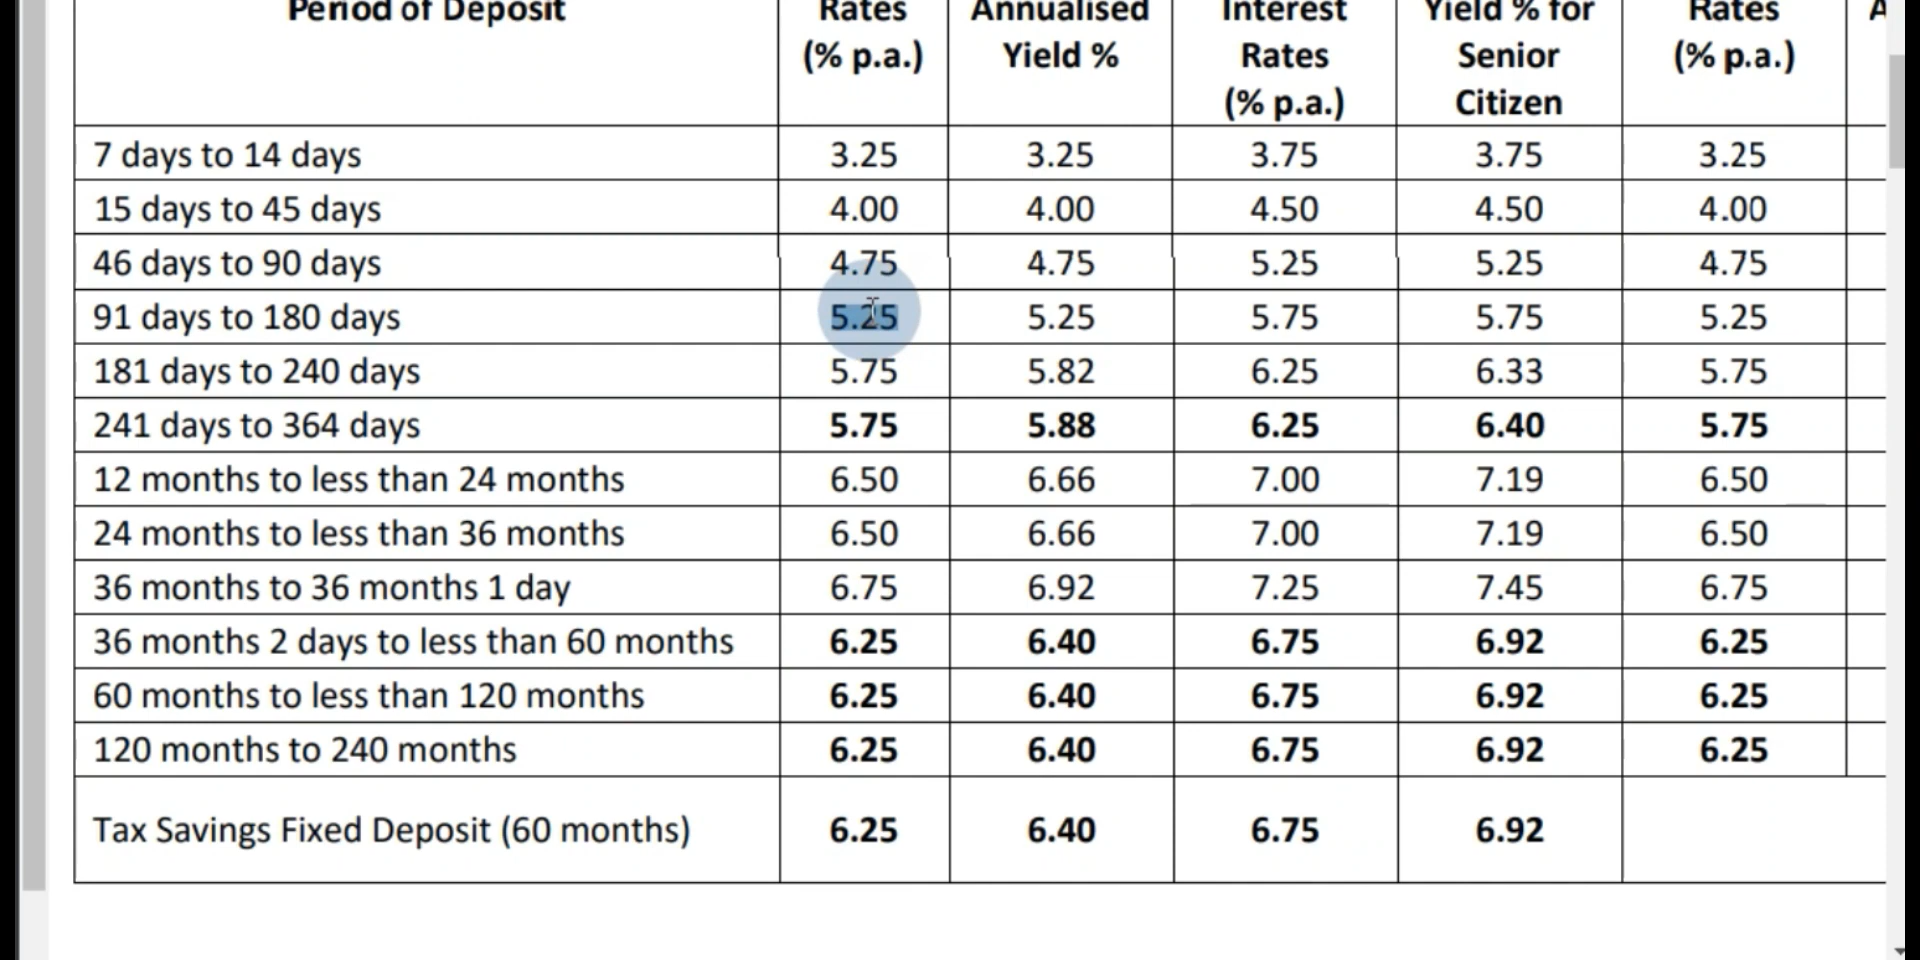 Period of Deposit Rates (% p.a.) Annualised Yield % Interest Rates (% p.a.) Yield % for Senior Citizen Rates (% p.a.)
7 days to 14 days 3.25 3.25 3.75 3.75 3.25
15 days to 45 days 4.00 4.00 4.50 4.50 4.00
46 days to 90 days 4.75 4.75 5.25 5.25 4.75
91 days to 180 days 5.25 5.25 5.75 5.75 5.25
181 days to 240 days 5.75 5.82 6.25 6.33 5.75
241 days to 364 days 5.75 5.88 6.25 6.40 5.75
12 months to less than 24 months 6.50 6.66 7.00 7.19 6.50
24 months to less than 36 months 6.50 6.66 7.00 7.19 6.50
36 months to 36 months 1 day 6.75 6.92 7.25 7.45 6.75
36 months 2 days to less than 60 months 6.25 6.40 6.75 6.92 6.25
60 months to less than 120 months 6.25 6.40 6.75 6.92 6.25
120 months to 240 months 6.25 6.40 6.75 6.92 6.25
Tax Savings Fixed Deposit (60 months) 6.25 6.40 6.75 6.92